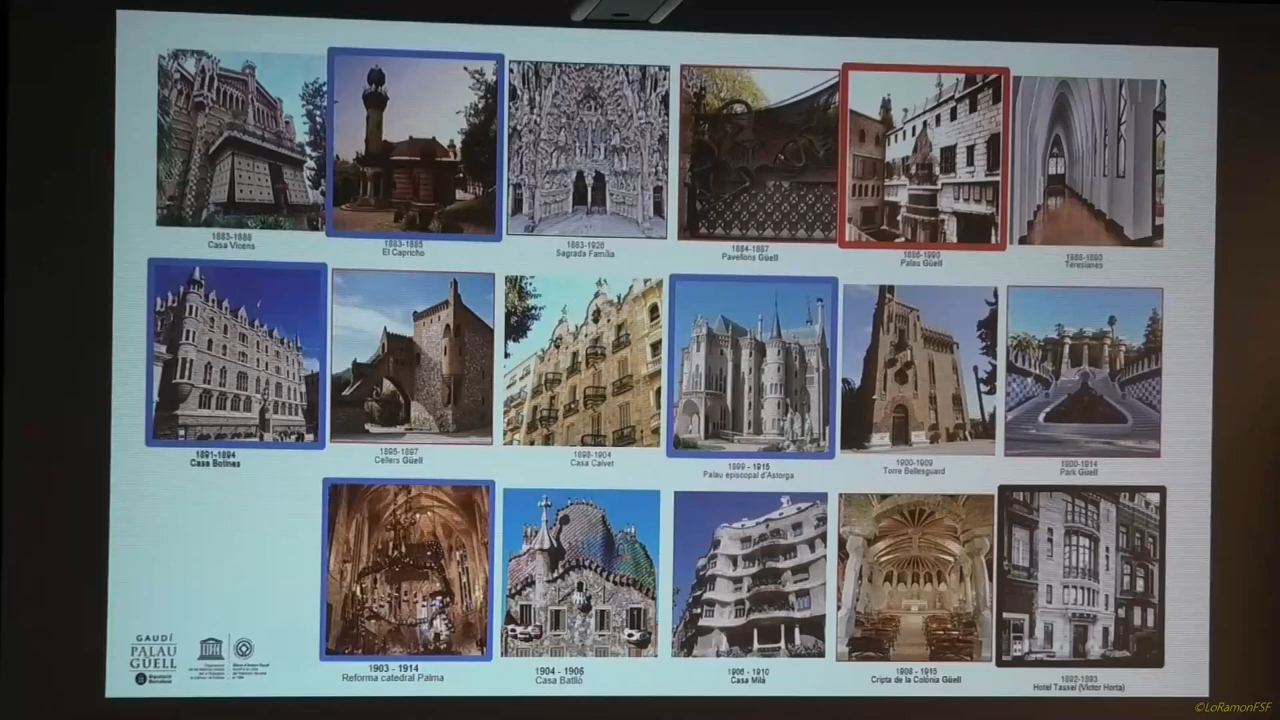 1883-1888
Casa Vicens
1883-1885
El Capricho
1883-1926
Sagrada Família
1884-1887
Pavellons Güell
1886-1990
Palau Güell
1888-1890
Teresianes
1891-1894
Casa Botines
1895-1897
Cellers Güell
1898-1904
Casa Calvet
1899 - 1915
Palau episcopal d'Astorga
1900-1909
Torre Bellesguard
1900-1914
Park Güell
1903 - 1914
Reforma catedral Palma
1904 - 1906
Casa Batlló
1906 - 1910
Casa Milà
1908 - 1915
Cripta de la Colònia Güell
1892-1893
Hotel Tassel (Victor Horta)
GAUDÍ
PALAU
GÜELL
Diputació
Barcelona
©LoRamonFSF